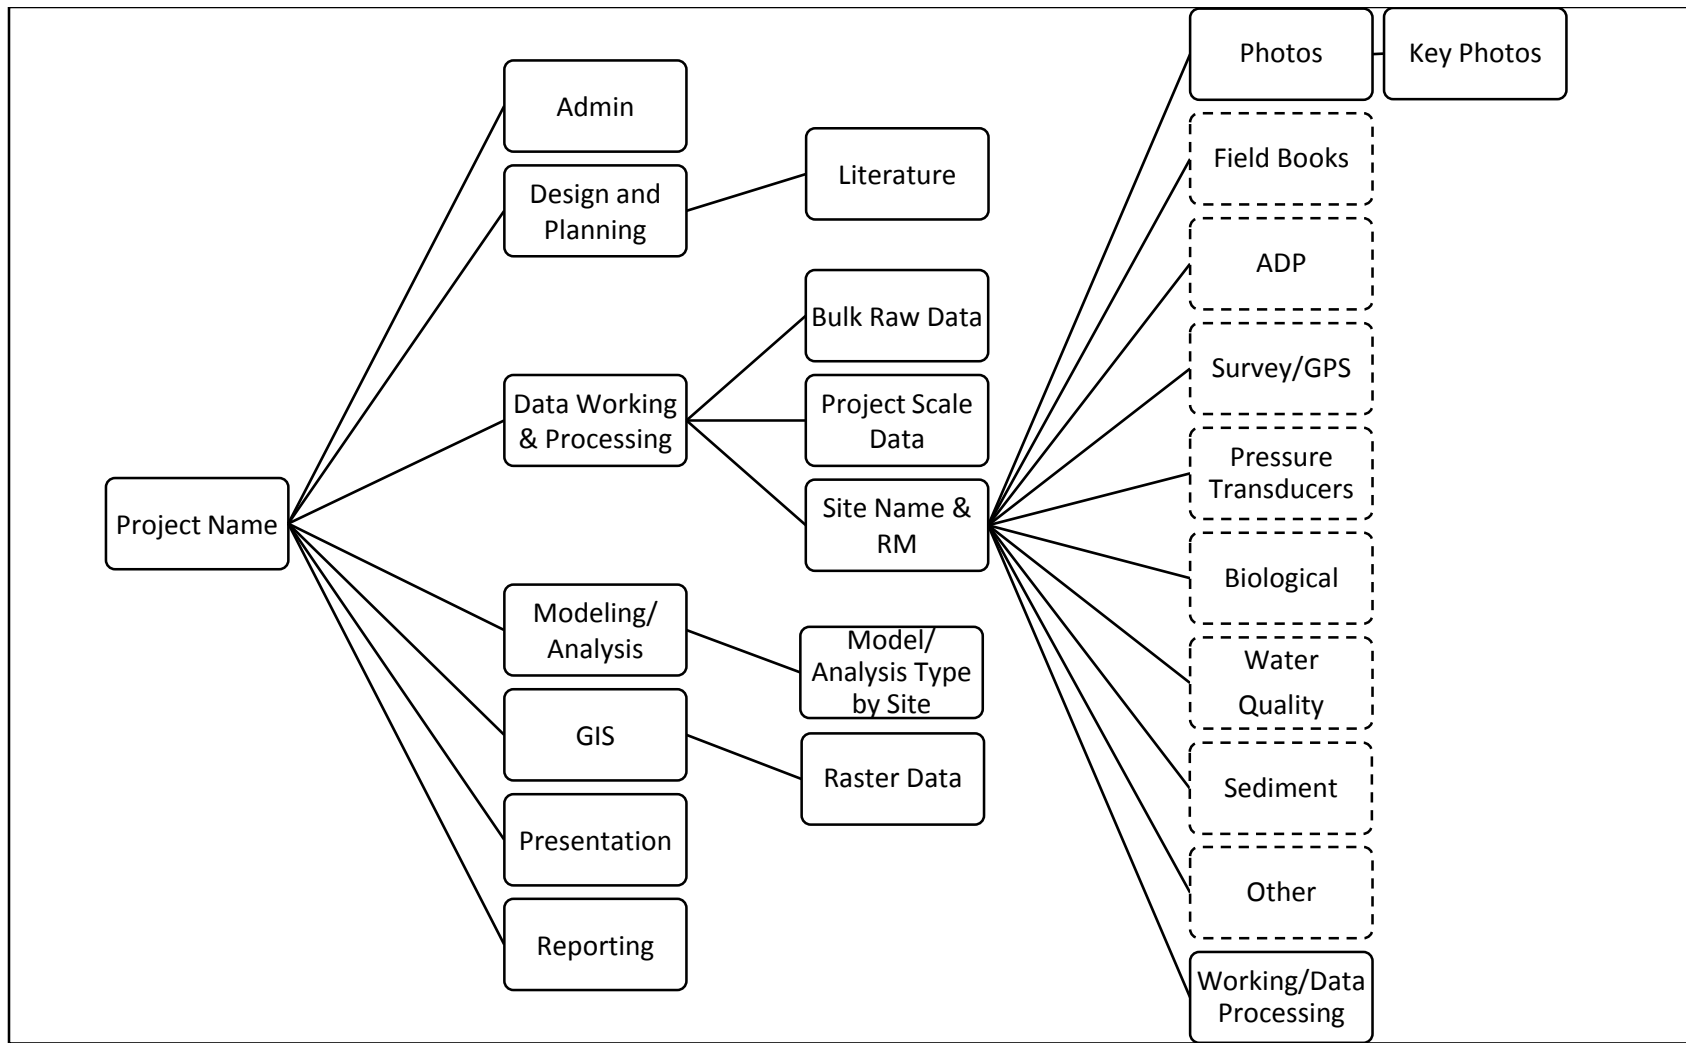 Project Name
Admin
Design and
Planning
Data Working
& Processing
Modeling/
Analysis
GIS
Presentation
Reporting
Literature
Bulk Raw Data
Project Scale
Data
Site Name &
RM
Model/
Analysis Type
by Site
Raster Data
Photos
Field Books
ADP
Survey/GPS
Pressure
Transducers
Biological
Water
Quality
Sediment
Other
Working/Data
Processing
Key Photos